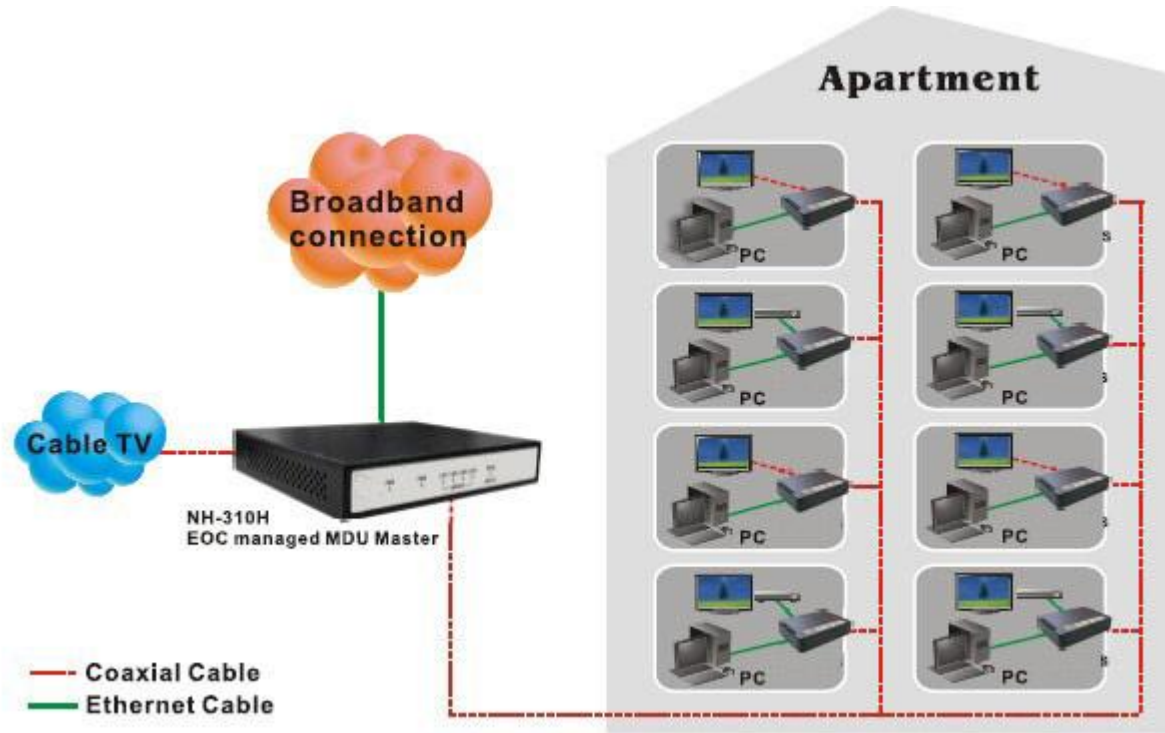 Apartment
Broadband
connection
Cable TV
NH-310H
EOC managed MDU Master
PC
PC
s
PC
PC
s
PC
PC
s
PC
PC
s
Coaxial Cable
Ethernet Cable